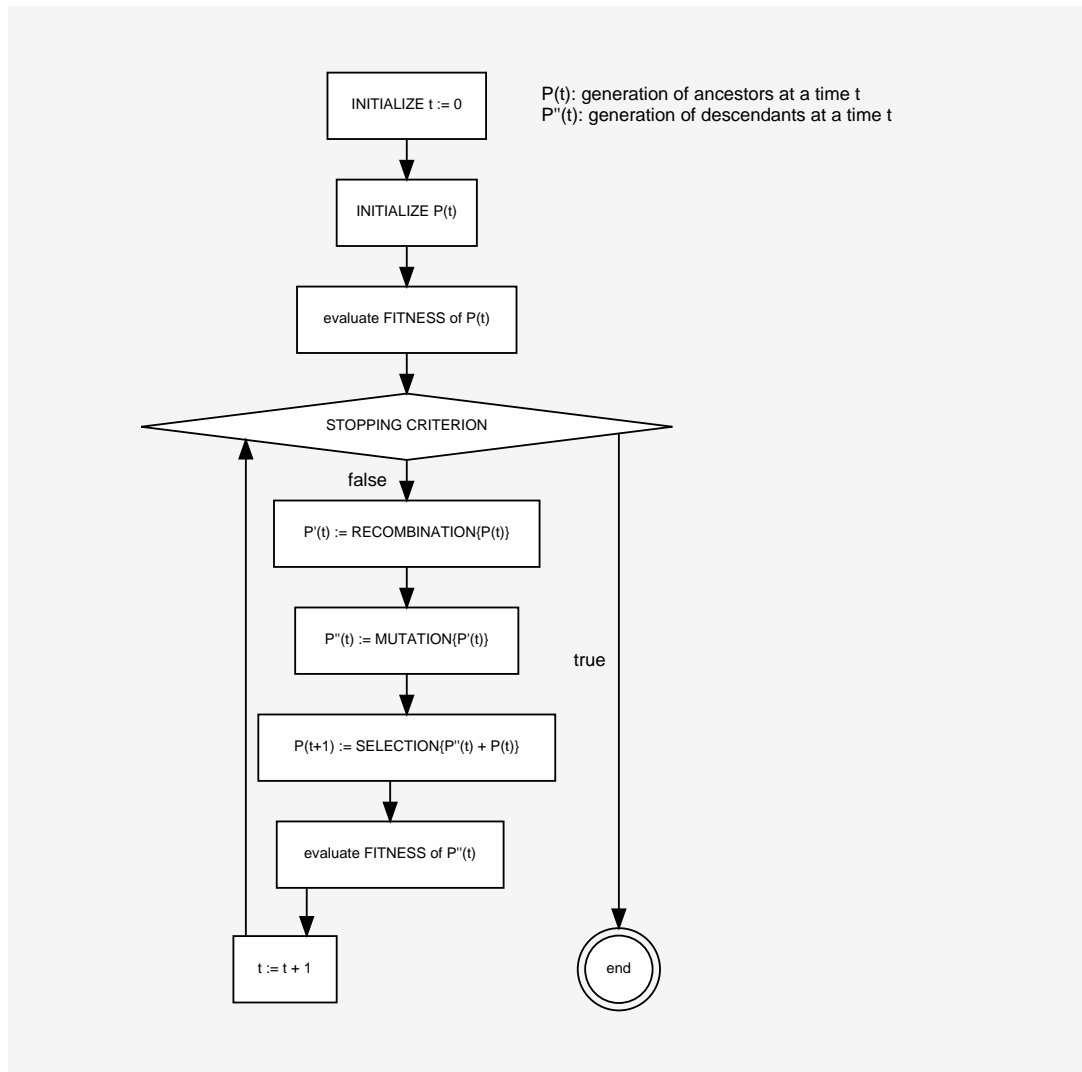 INITIALIZE t := 0
P(t): generation of ancestors at a time t
P''(t): generation of descendants at a time t
INITIALIZE P(t)
evaluate FITNESS of P(t)
STOPPING CRITERION
false
P'(t) := RECOMBINATION{P(t)}
P''(t) := MUTATION{P'(t)}
true
P(t+1) := SELECTION{P''(t) + P(t)}
evaluate FITNESS of P''(t)
t := t + 1
end